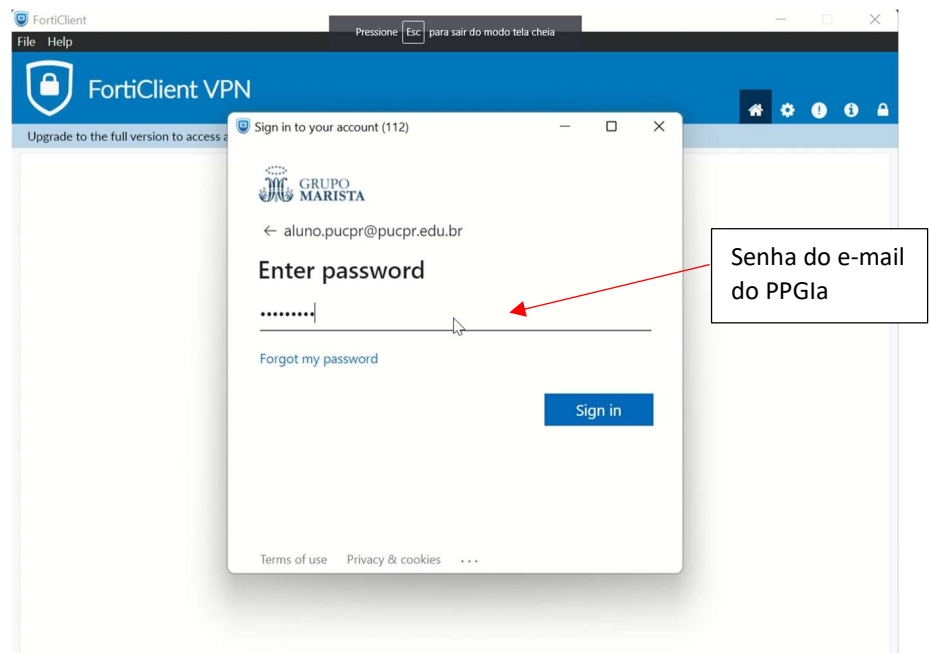 FortiClient
Pressione Esc para sair do modo tela cheia
File Help
FortiClient VPN
Upgrade to the full version to access
Sign in to your account (112)
GRUPO
MARISTA
← aluno.pucpr@pucpr.edu.br
Enter password
•••••••••
Forgot my password
Sign in
Terms of use Privacy & cookies ...
Senha do e-mail
do PPGIa